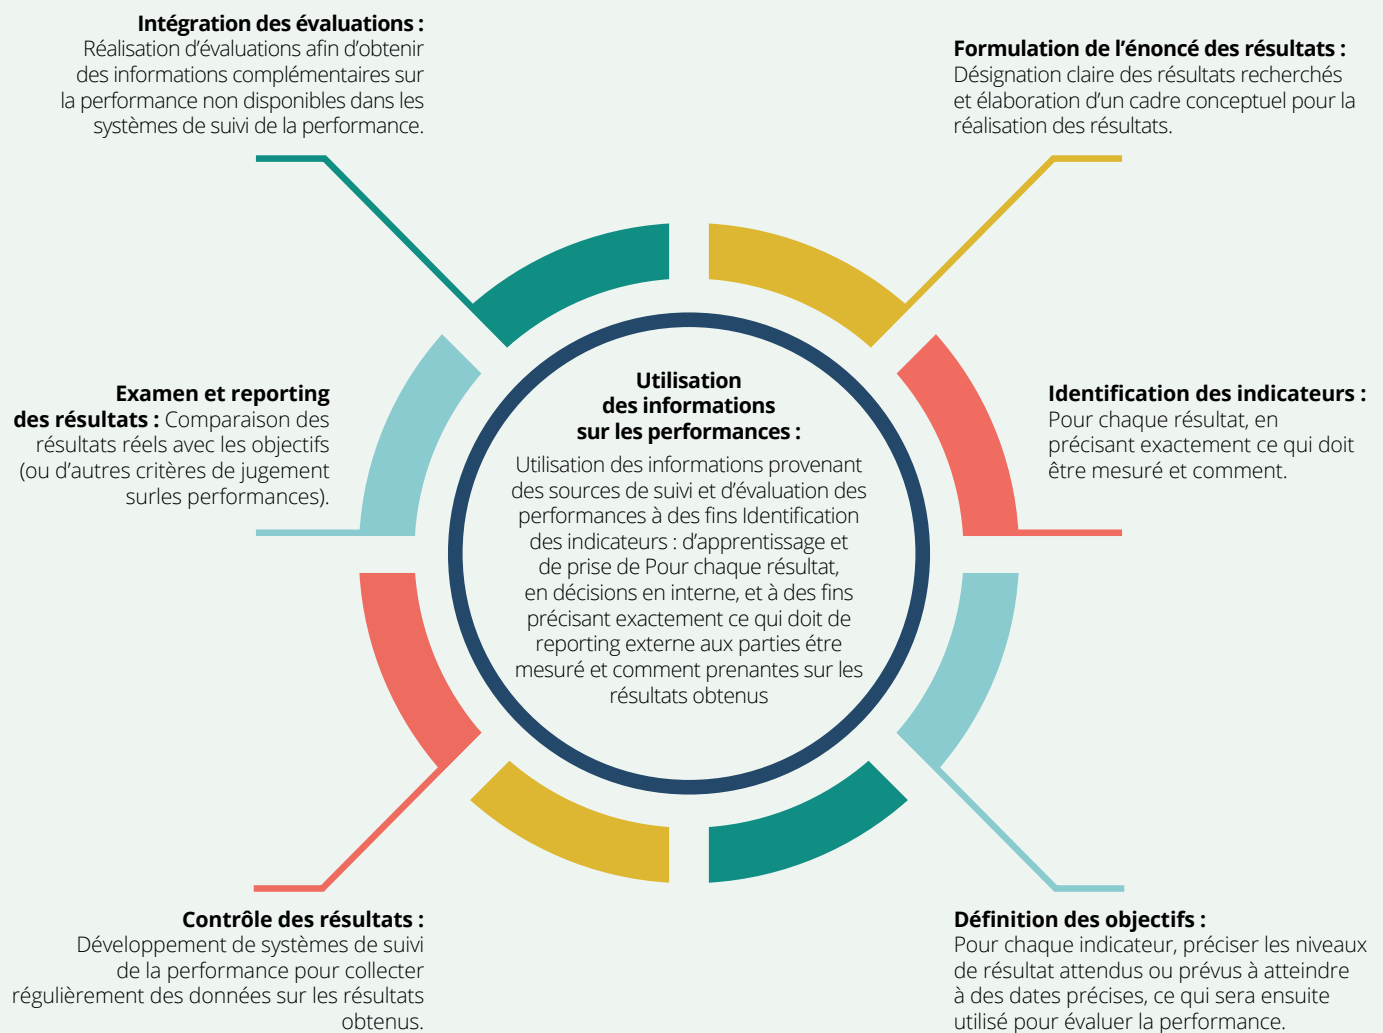 Intégration des évaluations :
Réalisation d’évaluations afin d’obtenir
des informations complémentaires sur
la performance non disponibles dans les
systèmes de suivi de la performance.
Formulation de l’énoncé des résultats :
Désignation claire des résultats recherchés
et élaboration d’un cadre conceptuel pour la
réalisation des résultats.
Examen et reporting
des résultats : Comparaison des
résultats réels avec les objectifs
(ou d’autres critères de jugement
surles performances).
Utilisation
des informations
sur les performances :
Utilisation des informations provenant
des sources de suivi et d’évaluation des
performances à des fins Identification
des indicateurs : d’apprentissage et
de prise de Pour chaque résultat,
en décisions en interne, et à des fins
précisant exactement ce qui doit de
reporting externe aux parties étre
mesuré et comment prenantes sur les
résultats obtenus
Identification des indicateurs :
Pour chaque résultat, en
précisant exactement ce qui doit
être mesuré et comment.
Contrôle des résultats :
Développement de systèmes de suivi
de la performance pour collecter
régulièrement des données sur les résultats
obtenus.
Définition des objectifs :
Pour chaque indicateur, préciser les niveaux
de résultat attendus ou prévus à atteindre
à des dates précises, ce qui sera ensuite
utilisé pour évaluer la performance.